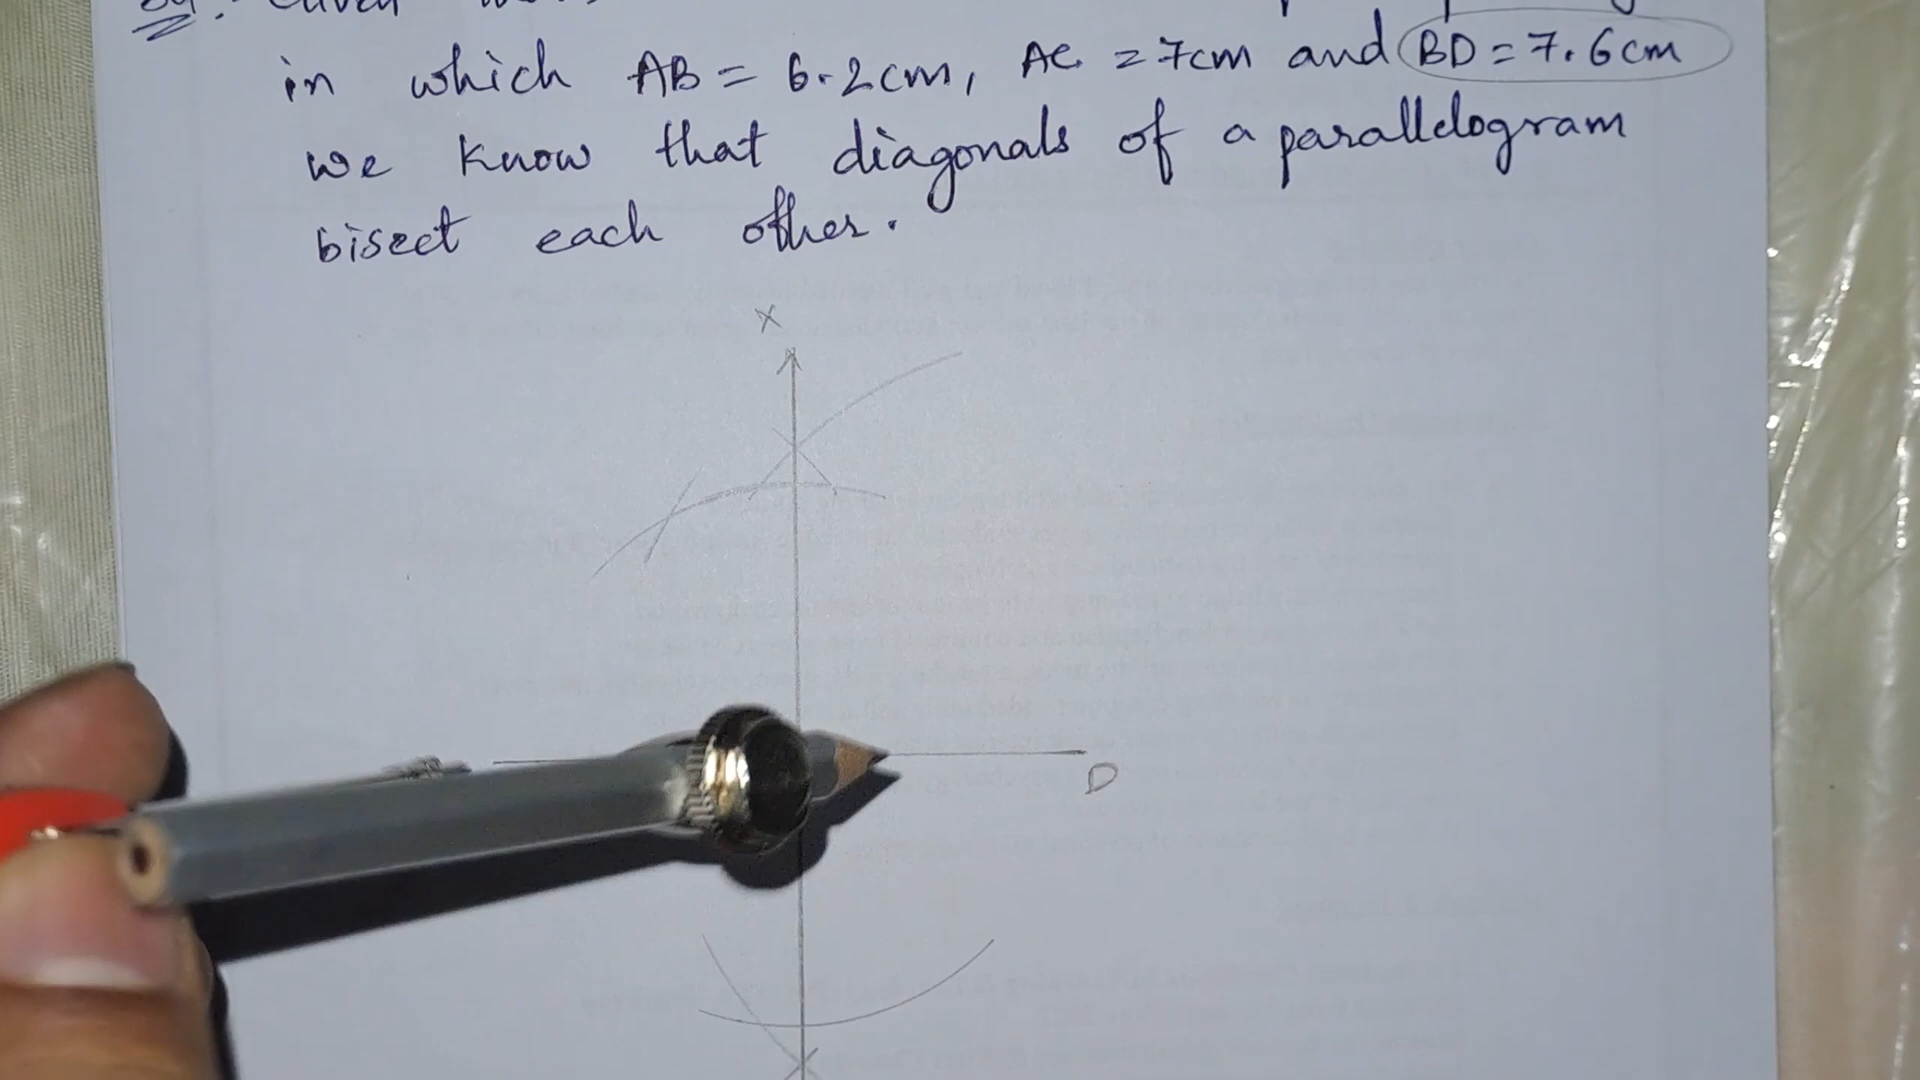 Given
in which AB = 6.2cm, AC = 7cm and BD = 7.6cm
we know that diagonals of a parallelogram
bisect each other.
X
D